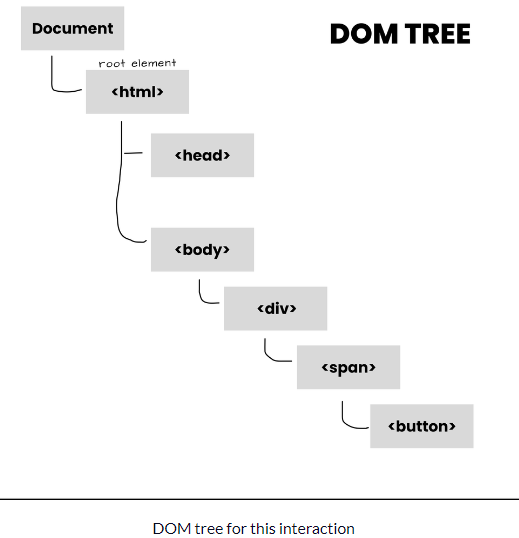 Document
DOM TREE
root element
<html>
<head>
<body>
<div>
<span>
<button>
DOM tree for this interaction